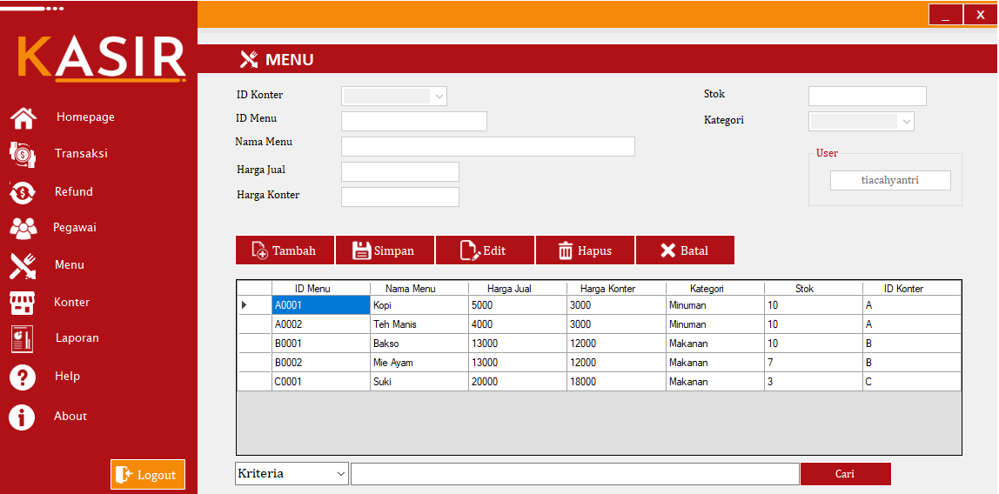 KASIR
Homepage
Transaksi
Refund
Pegawai
Menu
Konter
Laporan
Help
About
Logout
_ X
MENU
ID Konter
ID Menu
Nama Menu
Harga Jual
Harga Konter
Stok
Kategori
User
tiacahyantri
Tambah Simpan Edit Hapus Batal
ID Menu Nama Menu Harga Jual Harga Konter Kategori Stok ID Konter
A0001 Kopi 5000 3000 Minuman 10 A
A0002 Teh Manis 4000 3000 Minuman 10 A
B0001 Bakso 13000 12000 Makanan 10 B
B0002 Mie Ayam 13000 12000 Makanan 7 B
C0001 Suki 20000 18000 Makanan 3 C
Kriteria Cari